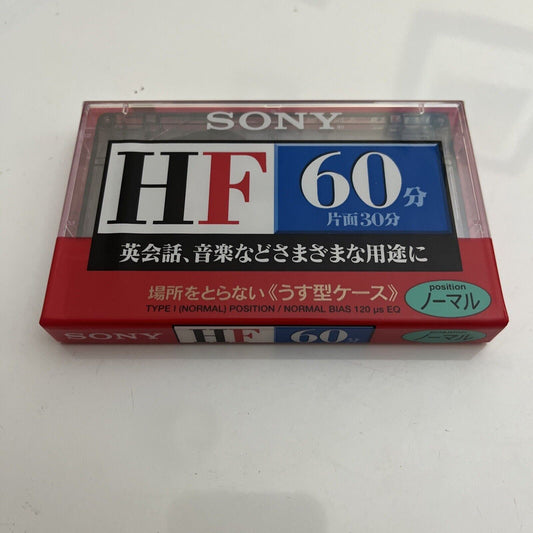 SONY
HF 60分
片面30分
英会話、音楽などさまざまな用途に
場所をとらない《うす型ケース》
position
ノーマル
TYPE I (NORMAL) POSITION / NORMAL BIAS 120 μs EQ
SONY HF 60分
position
ノーマル